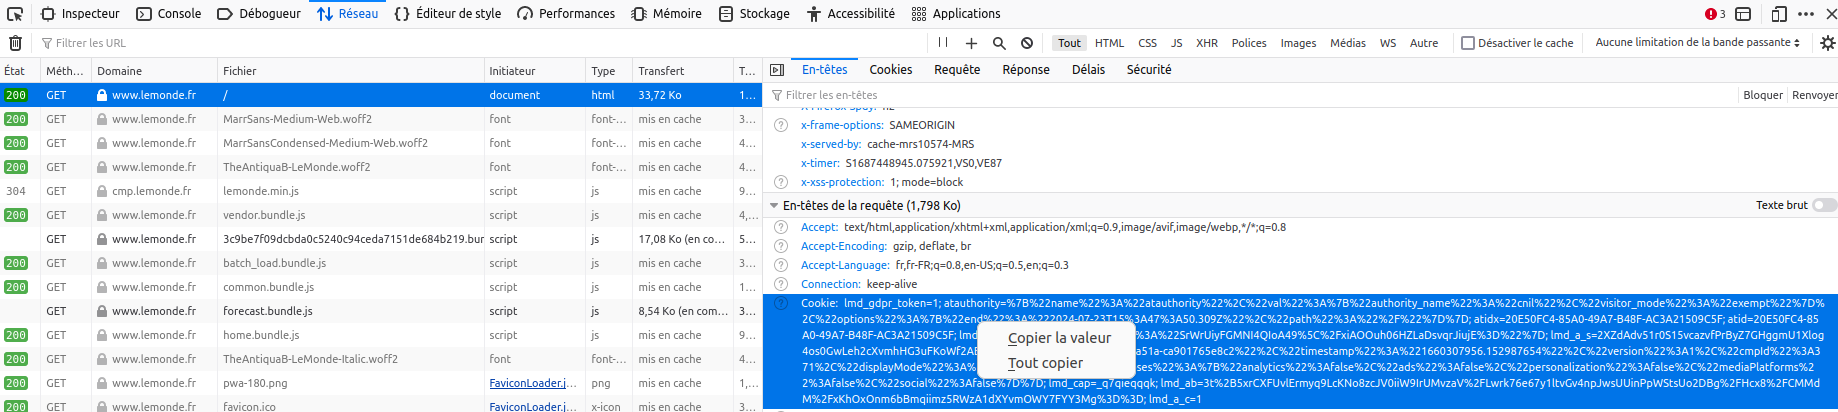 Inspecteur Console Débogueur Réseau Éditeur de style Performances Mémoire Stockage Accessibilité Applications 3
Filtrer les URL Tout HTML CSS JS XHR Polices Images Médias WS Autre Désactiver le cache Aucune limitation de la bande passante
État Méth… Domaine Fichier Initiateur Type Transfert T…
200 GET www.lemonde.fr / document html 33,72 Ko 1…
200 GET www.lemonde.fr MarrSans-Medium-Web.woff2 font font-… mis en cache 3…
200 GET www.lemonde.fr MarrSansCondensed-Medium-Web.woff2 font font-… mis en cache 4…
200 GET www.lemonde.fr TheAntiquaB-LeMonde.woff2 font font-… mis en cache 4…
304 GET cmp.lemonde.fr lemonde.min.js script js mis en cache 9…
200 GET www.lemonde.fr vendor.bundle.js script js mis en cache 4,…
GET www.lemonde.fr 3c9be7f09dcbda0c5240c94ceda7151de684b219.bur script js 17,08 Ko (en co… 5…
200 GET www.lemonde.fr batch_load.bundle.js script js mis en cache 3…
200 GET www.lemonde.fr common.bundle.js script js mis en cache 1…
GET www.lemonde.fr forecast.bundle.js script js 8,54 Ko (en com… 3…
200 GET www.lemonde.fr home.bundle.js script js mis en cache 9…
200 GET www.lemonde.fr TheAntiquaB-LeMonde-Italic.woff2 font font-… mis en cache 4…
200 GET www.lemonde.fr pwa-180.png FaviconLoader.j… png mis en cache 1,…
200 GET www.lemonde.fr favicon.ico FaviconLoader.j… x-icon mis en cache 3…
En-têtes Cookies Requête Réponse Délais Sécurité
Filtrer les en-têtes Bloquer Renvoyer
x-frame-options: SAMEORIGIN
x-served-by: cache-mrs10574-MRS
x-timer: S1687448945.075921,VS0,VE87
x-xss-protection: 1; mode=block
En-têtes de la requête (1,798 Ko) Texte brut
Accept: text/html,application/xhtml+xml,application/xml;q=0.9,image/avif,image/webp,*/*;q=0.8
Accept-Encoding: gzip, deflate, br
Accept-Language: fr,fr-FR;q=0.8,en-US;q=0.5,en;q=0.3
Connection: keep-alive
Cookie: lmd_gdpr_token=1; atauthority=%7B%22name%22%3A%22atauthority%22%2C%22val%22%3A%7B%22authority_name%22%3A%22cnil%22%2C%22visitor_mode%22%3A%22exempt%22%7D%
2C%22options%22%3A%7B%22end%22%3A%222024-07-23T15%3A47%3A50.309Z%22%2C%22path%22%3A%22%2F%22%7D%7D; atidx=20E50FC4-85A0-49A7-B48F-AC3A21509C5F; atid=20E50FC4-85
A0-49A7-B48F-AC3A21509C5F; lmd %3A%22SrWrUiyFGMNI4QIoA49%5C%2FxiAOOuh06HZLaDsvqrJiujE%3D%22%7D; lmd_a_s=2XZdAdv51r0S15vcazvfPrByZ7GHggmU1Xlog
4os0GwLeh2cXvmhHG3uFKoWf2AE a51a-ca901765e8c2%22%2C%22timestamp%22%3A%221660307956.152987654%22%2C%22version%22%3A1%2C%22cmpId%22%3A3
71%2C%22displayMode%22%3A% ses%22%3A%7B%22analytics%22%3Afalse%2C%22ads%22%3Afalse%2C%22personalization%22%3Afalse%2C%22mediaPlatforms%2
2%3Afalse%2C%22social%22%3Afalse%7D%7D; lmd_cap=_q7qieqqqk; lmd_ab=3t%2B5xrCXFUvlErmyq9LcKNo8zcJV0iiW9IrUMvzaV%2FLwrk76e67y1ltvGv4npJwsUUinPpWStsUo2DBg%2FHcx8%2FCMMd
M%2FxKhOxOnm6bBmqiimz5RWzA1dXYvmOWY7FYY3Mg%3D%3D; lmd_a_c=1
Copier la valeur
Tout copier